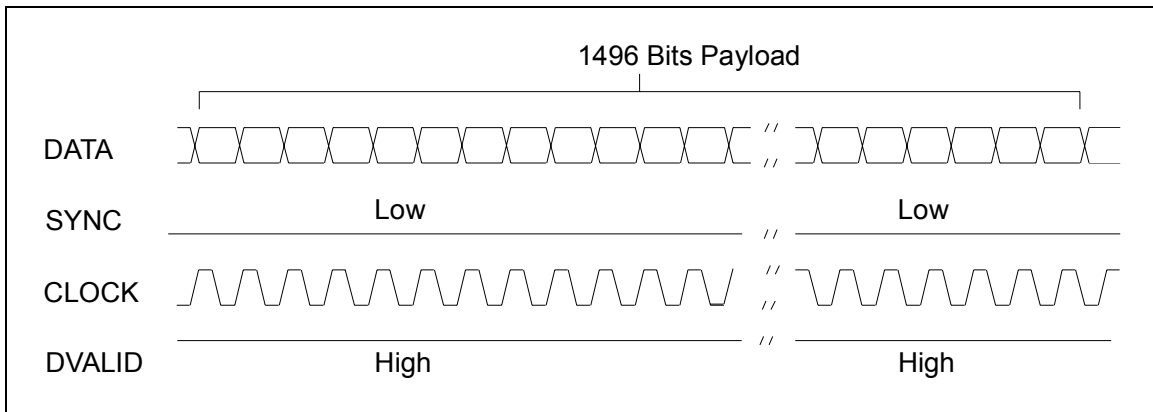 1496 Bits Payload
DATA
SYNC
Low
Low
CLOCK
DVALID
High
High